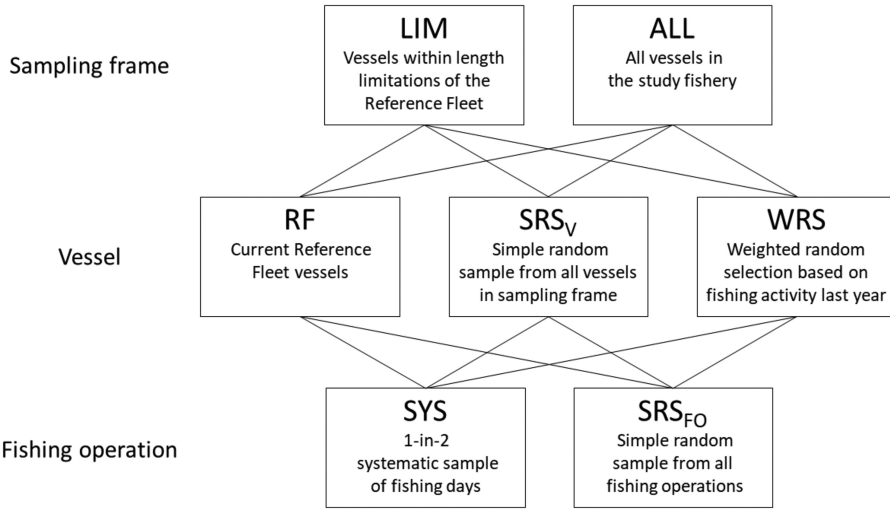 Sampling frame
LIM
Vessels within length
limitations of the
Reference Fleet
ALL
All vessels in
the study fishery
Vessel
RF
Current Reference
Fleet vessels
SRSV
Simple random
sample from all vessels
in sampling frame
WRS
Weighted random
selection based on
fishing activity last year
Fishing operation
SYS
1-in-2
systematic sample
of fishing days
SRSFO
Simple random
sample from all
fishing operations